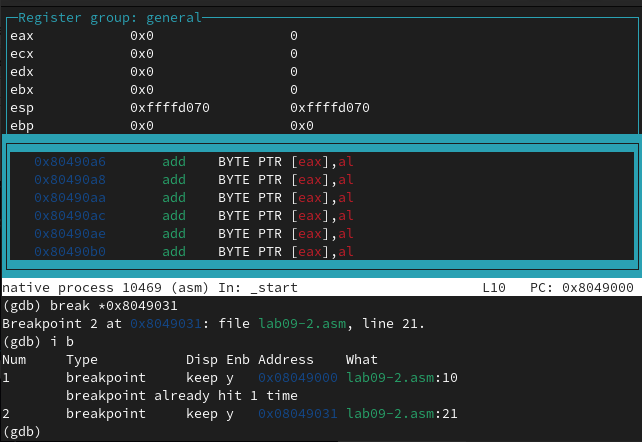 Register group: general
eax 0x0 0
ecx 0x0 0
edx 0x0 0
ebx 0x0 0
esp 0xffffd070 0xffffd070
ebp 0x0 0x0
0x80490a6 add BYTE PTR [eax],al
0x80490a8 add BYTE PTR [eax],al
0x80490aa add BYTE PTR [eax],al
0x80490ac add BYTE PTR [eax],al
0x80490ae add BYTE PTR [eax],al
0x80490b0 add BYTE PTR [eax],al
native process 10469 (asm) In: _start L10 PC: 0x8049000
(gdb) break *0x8049031
Breakpoint 2 at 0x8049031: file lab09-2.asm, line 21.
(gdb) i b
Num Type Disp Enb Address What
1 breakpoint keep y 0x08049000 lab09-2.asm:10
breakpoint already hit 1 time
2 breakpoint keep y 0x08049031 lab09-2.asm:21
(gdb)